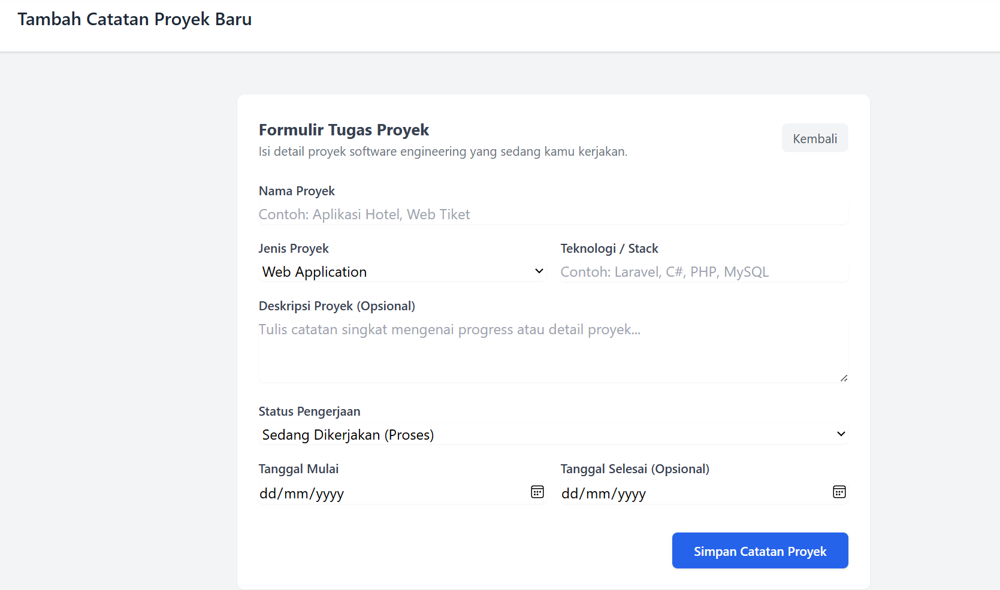 Tambah Catatan Proyek Baru
Formulir Tugas Proyek
Kembali
Isi detail proyek software engineering yang sedang kamu kerjakan.
Nama Proyek
Contoh: Aplikasi Hotel, Web Tiket
Jenis Proyek
Teknologi / Stack
Web Application
Contoh: Laravel, C#, PHP, MySQL
Deskripsi Proyek (Opsional)
Tulis catatan singkat mengenai progress atau detail proyek...
Status Pengerjaan
Sedang Dikerjakan (Proses)
Tanggal Mulai
Tanggal Selesai (Opsional)
dd/mm/yyyy
dd/mm/yyyy
Simpan Catatan Proyek